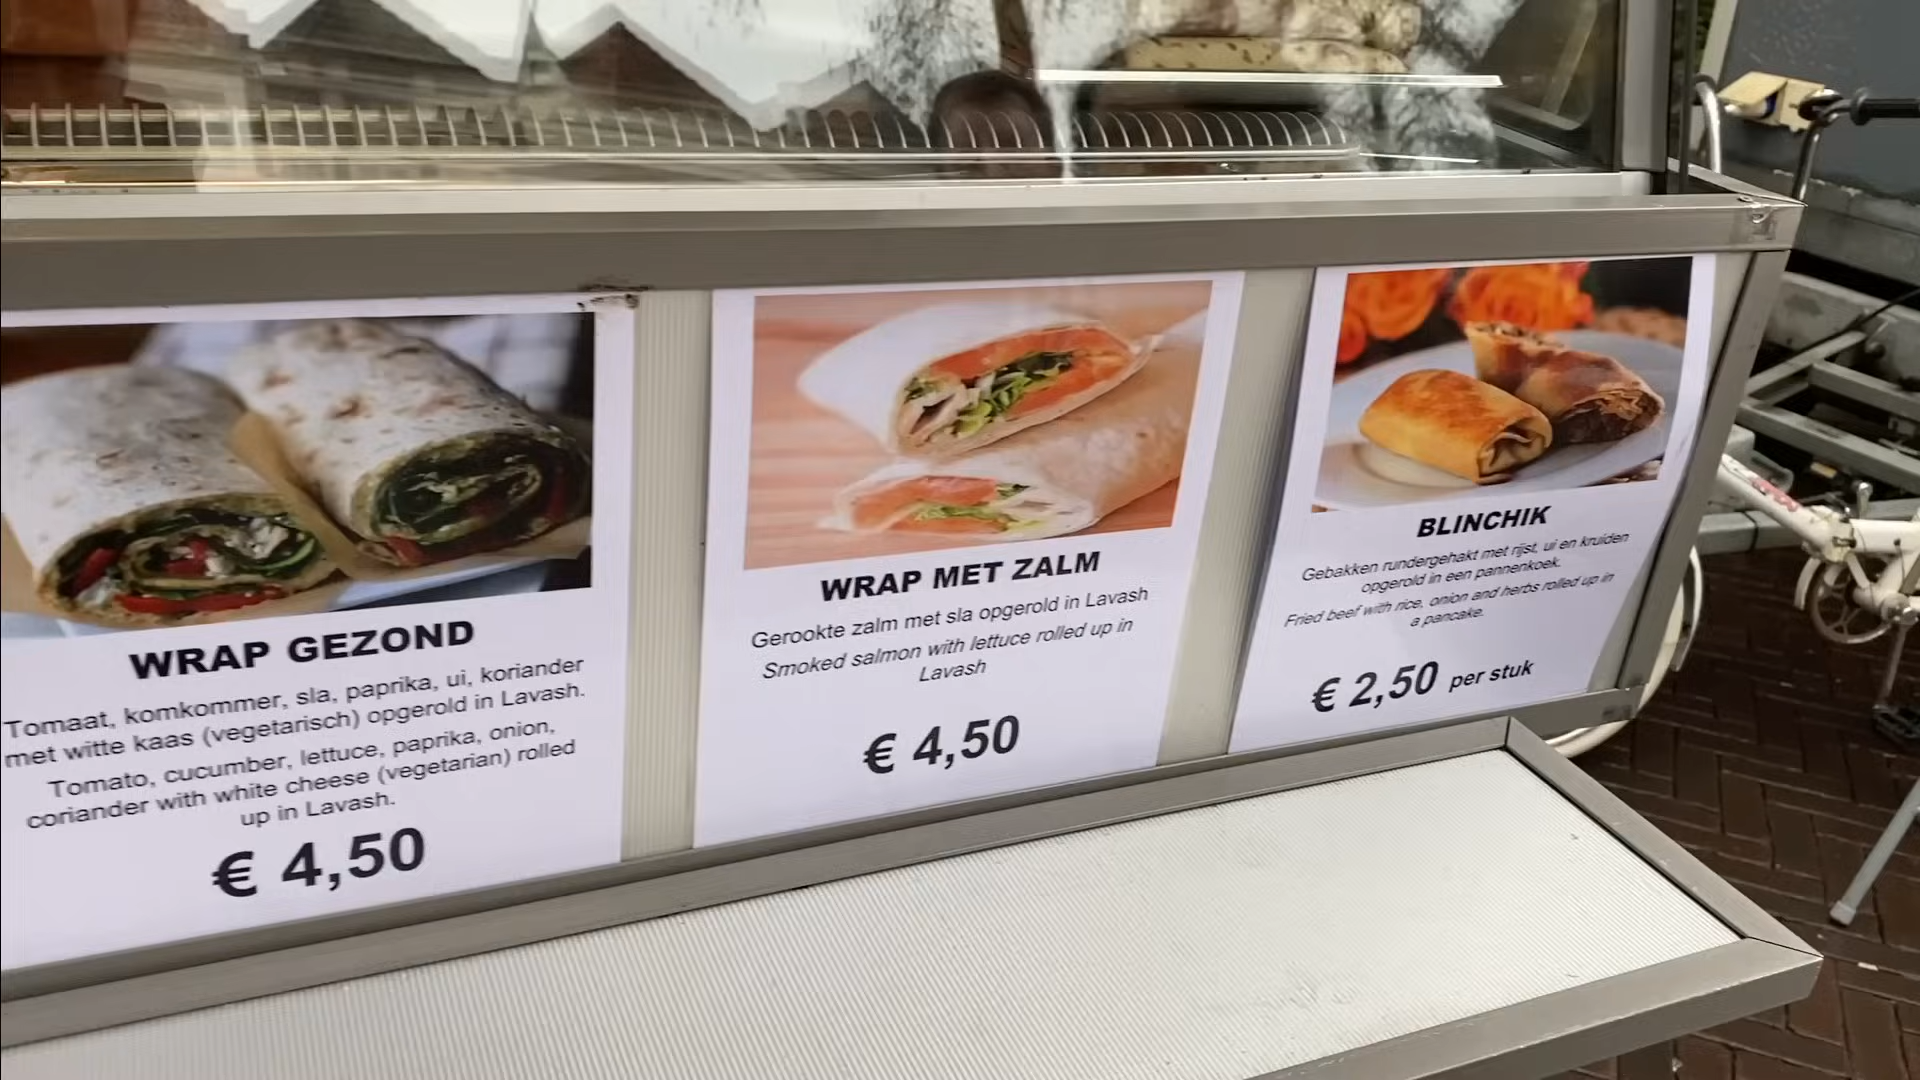 WRAP GEZOND
Tomaat, komkommer, sla, paprika, ui, koriander
met witte kaas (vegetarisch) opgerold in Lavash.
Tomato, cucumber, lettuce, paprika, onion,
coriander with white cheese (vegetarian) rolled
up in Lavash.
€ 4,50
WRAP MET ZALM
Gerookte zalm met sla opgerold in Lavash
Smoked salmon with lettuce rolled up in
Lavash
€ 4,50
BLINCHIK
Gebakken rundergehakt met rijst, ui en kruiden
opgerold in een pannenkoek.
Fried beef with rice, onion and herbs rolled up in
a pancake.
€ 2,50 per stuk